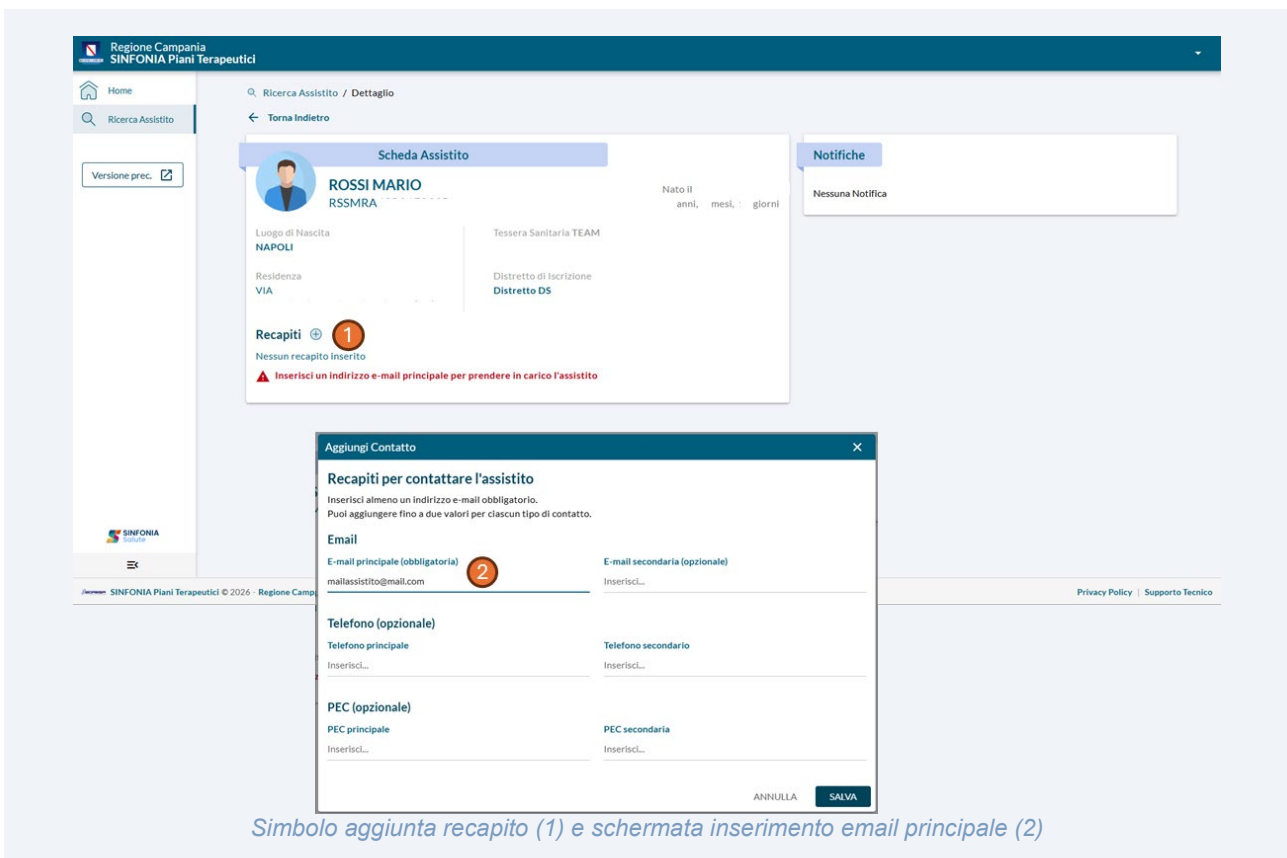 Regione Campania
SINFONIA Piani Terapeutici
Home
Ricerca Assistito
Versione prec.
Ricerca Assistito / Dettaglio
← Torna Indietro
Scheda Assistito
ROSSI MARIO
RSSMRA
Nato il
anni, mesi, giorni
Luogo di Nascita
NAPOLI
Tessera Sanitaria TEAM
Residenza
VIA
Distretto di Iscrizione
Distretto DS
Recapiti
1
Nessun recapito inserito
Inserisci un indirizzo e-mail principale per prendere in carico l'assistito
Notifiche
Nessuna Notifica
SINFONIA
Salute
SINFONIA Piani Terapeutici © 2026 - Regione
Privacy Policy | Supporto Tecnico
Aggiungi Contatto
Recapiti per contattare l'assistito
Inserisci almeno un indirizzo e-mail obbligatorio.
Puoi aggiungere fino a due valori per ciascun tipo di contatto.
Email
E-mail principale (obbligatoria)
2
mailassistito@mail.com
E-mail secondaria (opzionale)
Inserisci...
Telefono (opzionale)
Telefono principale
Inserisci...
Telefono secondario
Inserisci...
PEC (opzionale)
PEC principale
Inserisci...
PEC secondaria
Inserisci...
ANNULLA
SALVA
Simbolo aggiunta recapito (1) e schermata inserimento email principale (2)